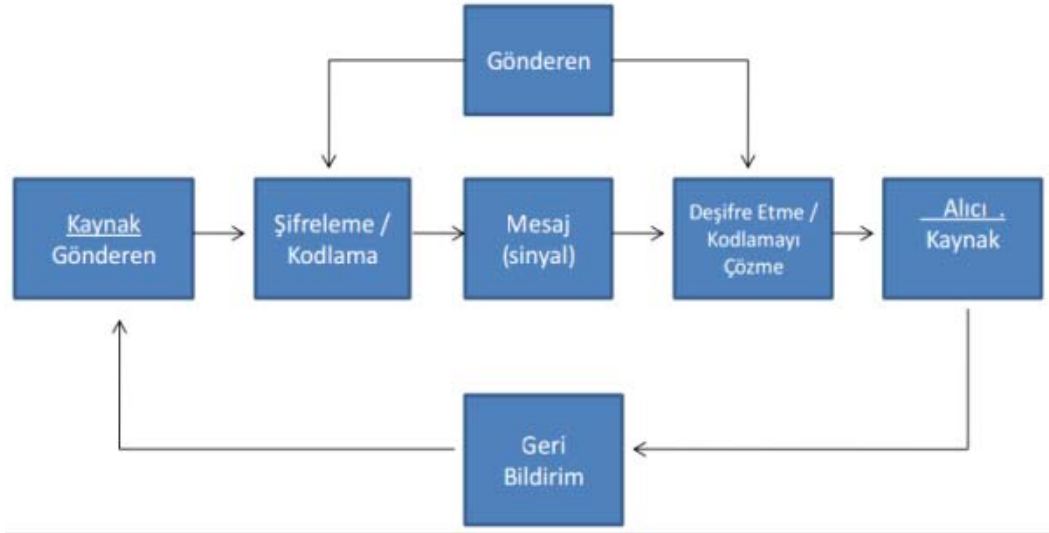 Gönderen
Kaynak
Gönderen
Şifreleme /
Kodlama
Mesaj
(sinyal)
Deşifre Etme /
Kodlamayı
Çözme
Alıcı .
Kaynak
Geri
Bildirim